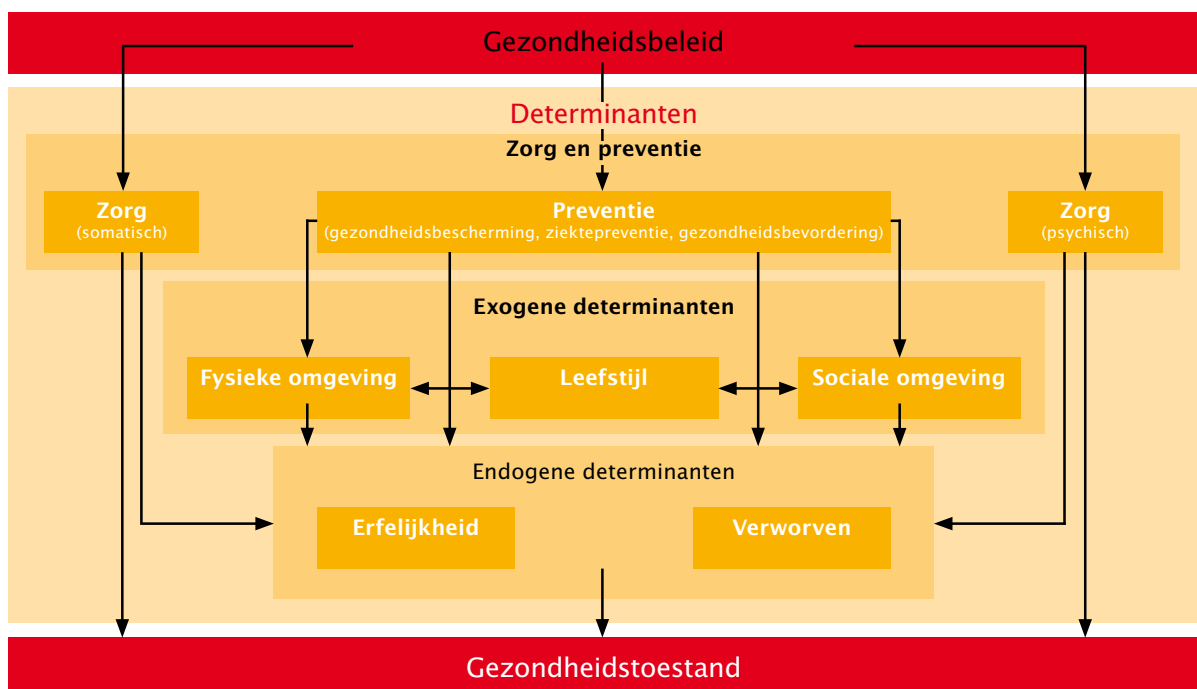 Gezondheidsbeleid
Determinanten
Zorg en preventie
Zorg
(somatisch)
Preventie
(gezondheidsbescherming, ziektepreventie, gezondheidsbevordering)
Zorg
(psychisch)
Exogene determinanten
Fysieke omgeving
Leefstijl
Sociale omgeving
Endogene determinanten
Erfelijkheid
Verworven
Gezondheidstoestand